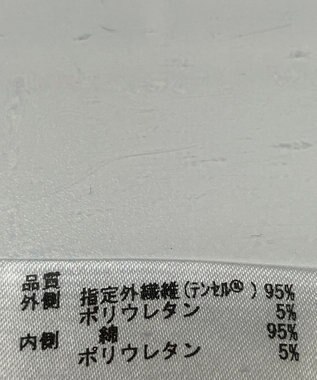 品質
外側 指定外繊維(ﾃﾝｾﾙ®) 95%
ポリウレタン 5%
内側 綿 95%
ポリウレタン 5%